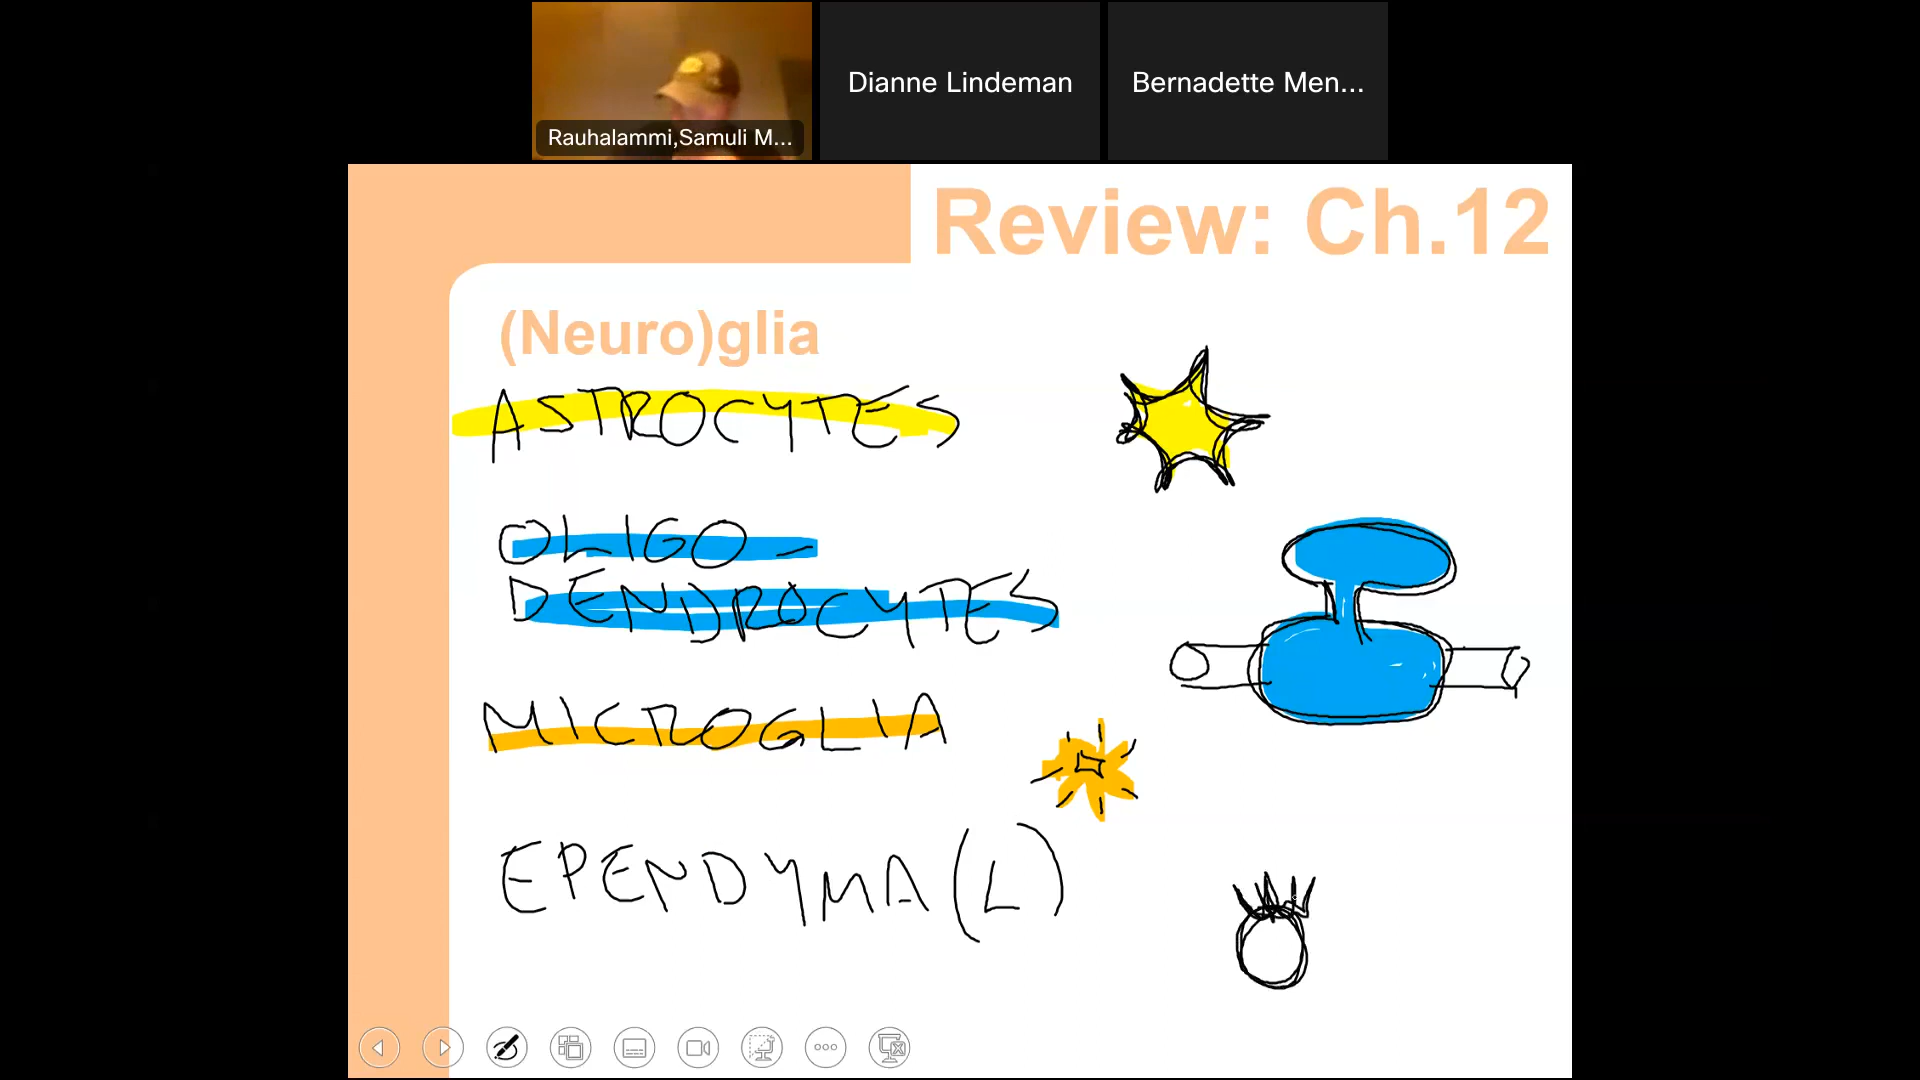 Dianne Lindeman
Bernadette Men...
Rauhalammi,Samuli M...
Review: Ch.12
(Neuro)glia
ASTROCYTES
OLIGO-
DENDROCYTES
MICROGLIA
EPENDYMA(L)